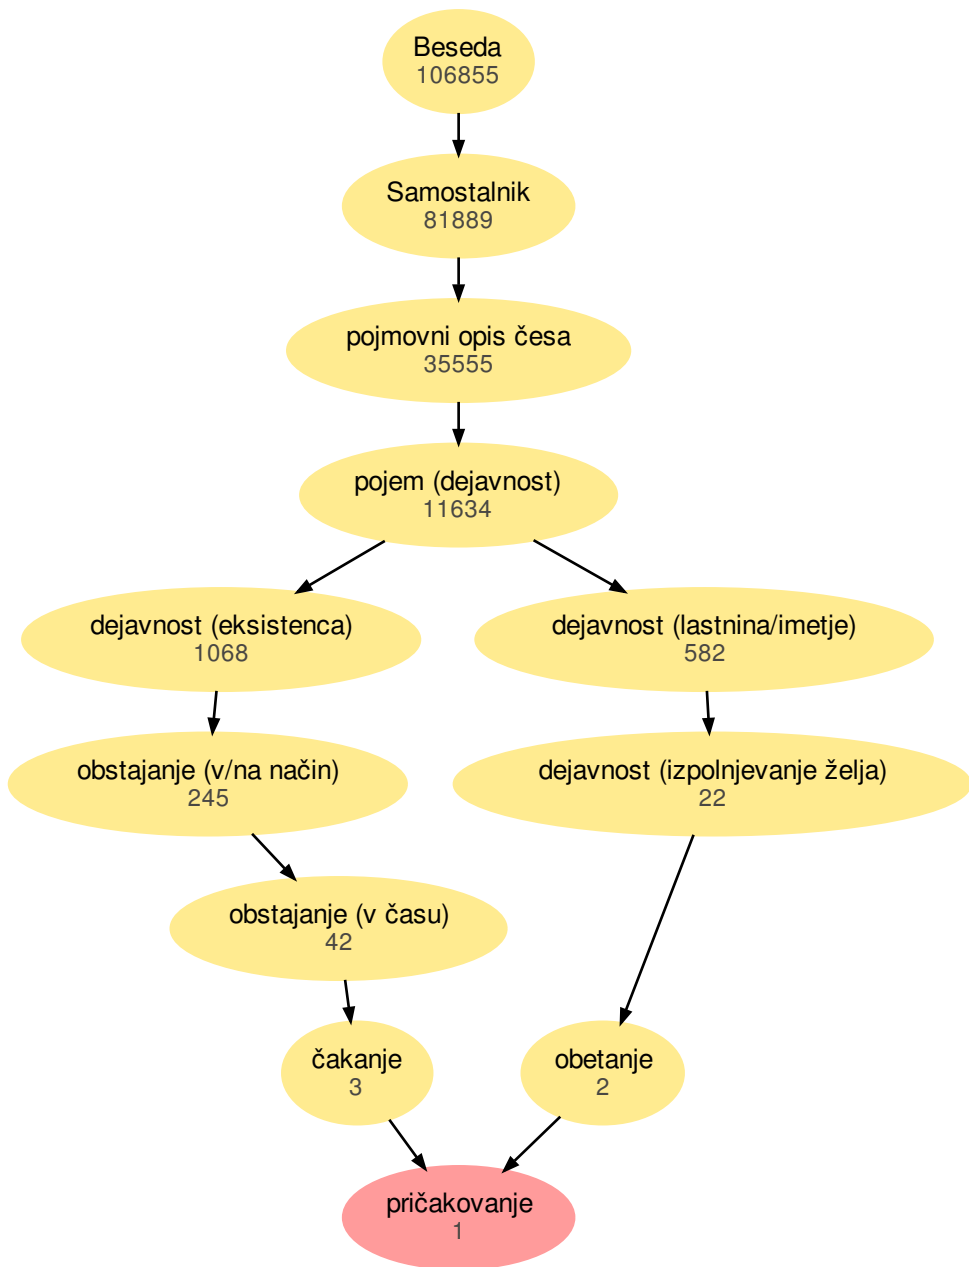 Beseda
106855
Samostalnik
81889
pojmovni opis česa
35555
pojem (dejavnost)
11634
dejavnost (eksistenca)
1068
dejavnost (lastnina/imetje)
582
obstajanje (v/na način)
245
dejavnost (izpolnjevanje želja)
22
obstajanje (v času)
42
čakanje
3
obetanje
2
pričakovanje
1